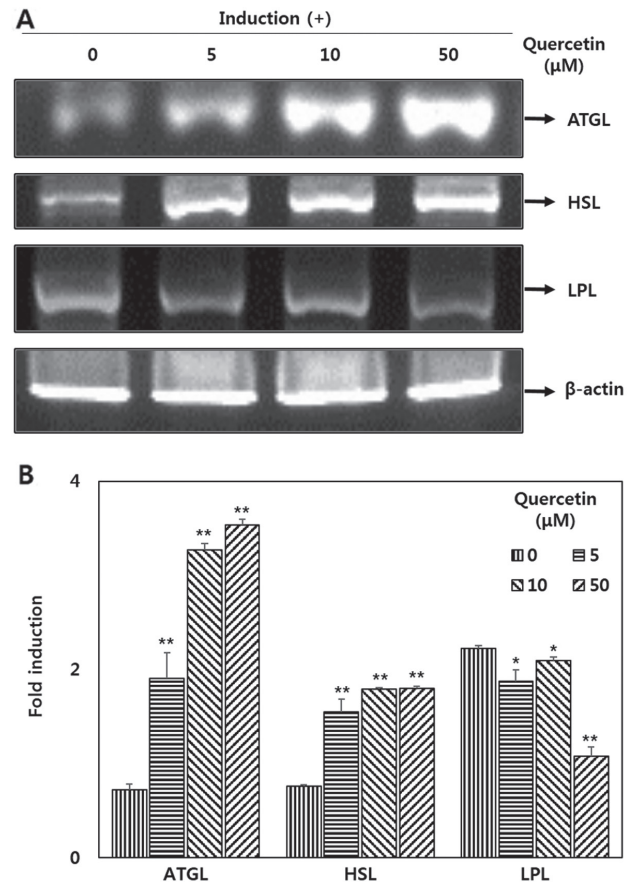 A
Induction (+)
0 5 10 50 Quercetin
(μM)
ATGL
HSL
LPL
β-actin
B
4
2
0
Fold induction
Quercetin
(μM)
0 5
10 50
** ** **
** ** **
* * **
ATGL HSL LPL